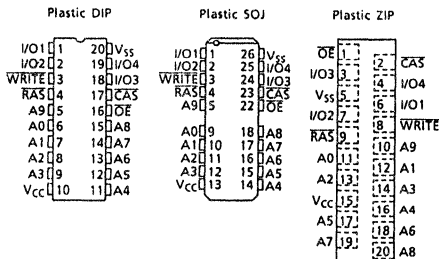 Plastic DIP
I/O1 1 20 VSS
I/O2 2 19 I/O4
WRITE 3 18 I/O3
RAS 4 17 CAS
A9 5 16 OE
A0 6 15 A8
A1 7 14 A7
A2 8 13 A6
A3 9 12 A5
VCC 10 11 A4
Plastic SOJ
I/O1 1 26 VSS
I/O2 2 25 I/O4
WRITE 3 24 I/O3
RAS 4 23 CAS
A9 5 22 OE
A0 9 18 A8
A1 10 17 A7
A2 11 16 A6
A3 12 15 A5
VCC 13 14 A4
Plastic ZIP
OE 1
2 CAS
I/O3 3
4 I/O4
VSS 5
6 I/O1
I/O2 7
8 WRITE
RAS 9
10 A9
A0 11
12 A1
A2 13
14 A3
VCC 15
16 A4
A5 17
18 A6
A7 19
20 A8